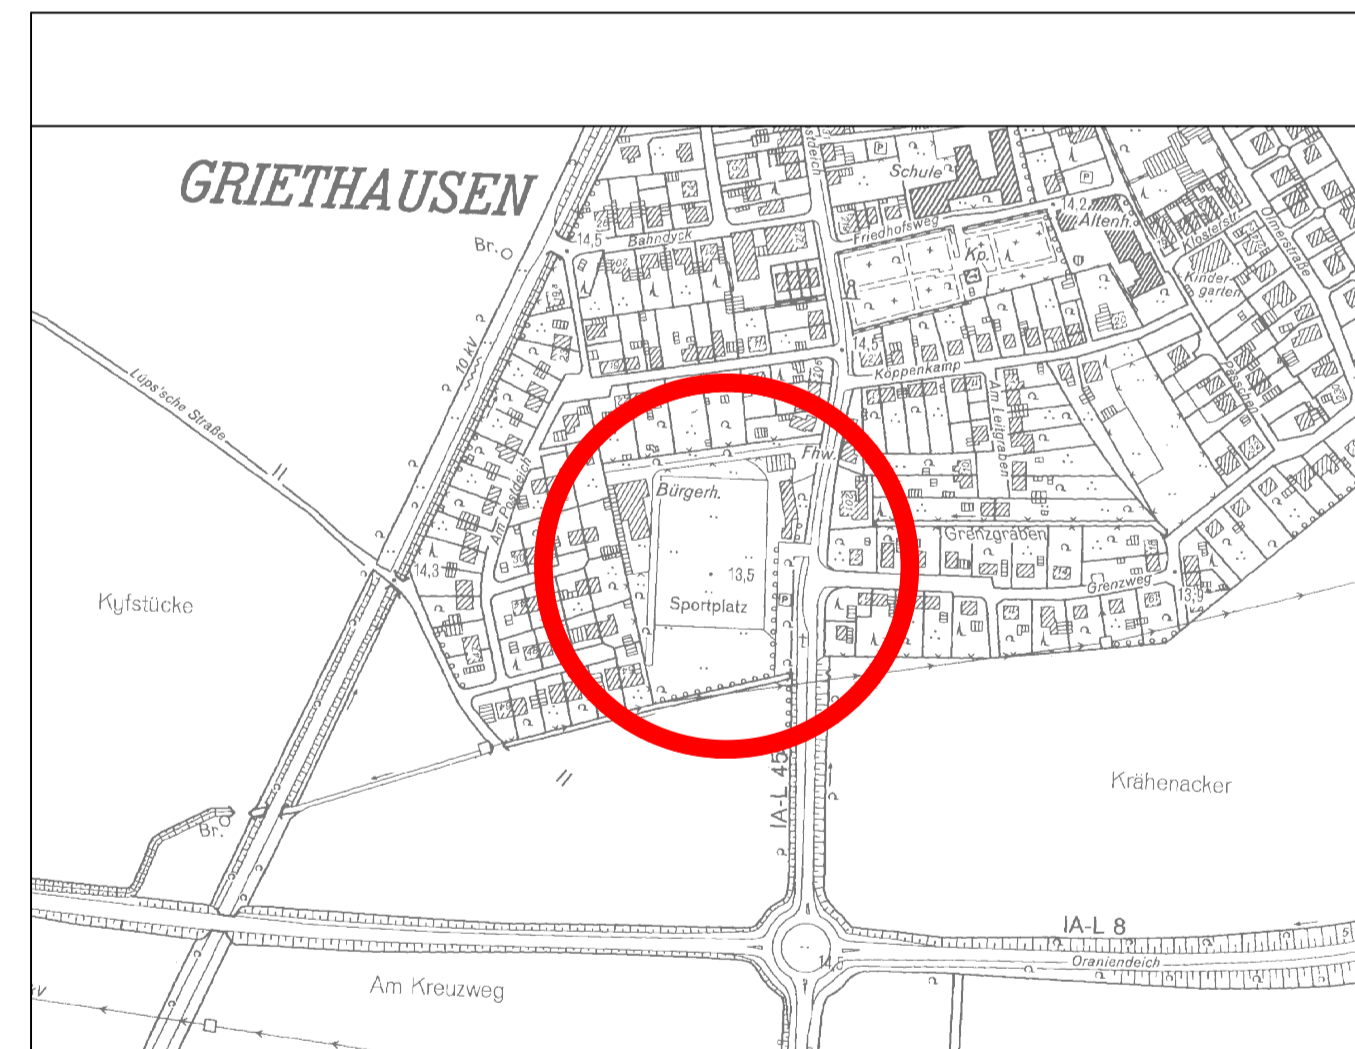 GRIETHAUSEN
Schule
14,2
Altenh.
Friedhofsweg
Klosterstr.
Br.
14,5
Bahndyck
Kp.
Kinder-
garten
10 kV
14,5
Köppenkamp
Lüps'sche Straße
Am Leitgraben
Fhw.
Am Postdeich
Bürgerh.
Grenzgraben
14,3
13,5
Grenzweg
13,9
Kyfstücke
Sportplatz
Krähenacker
IA-L 45
Br.
IA-L 8
Oraniendeich
14,5
Am Kreuzweg